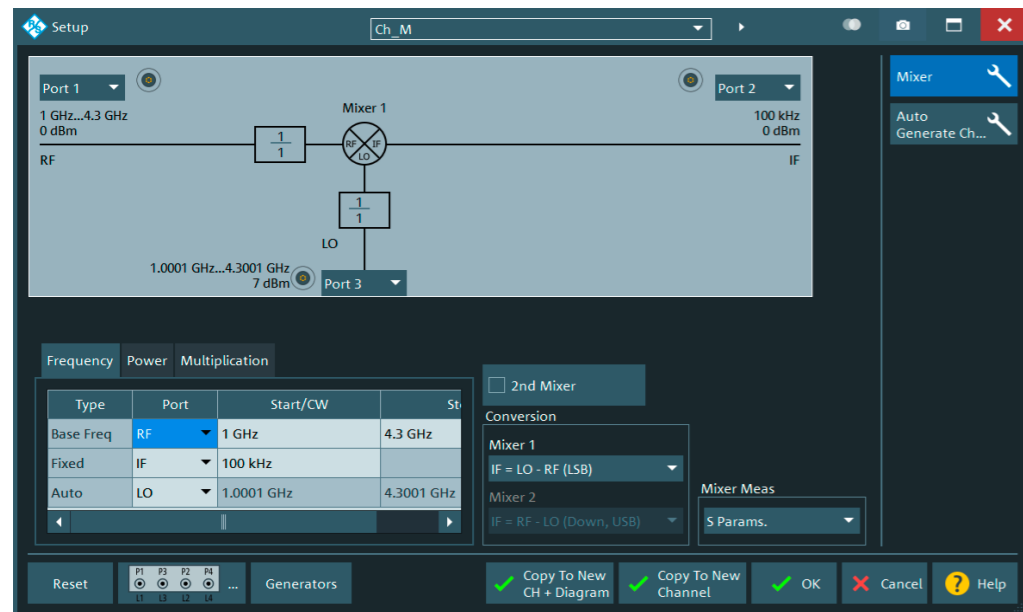 Setup
Ch_M
Port 1
1 GHz...4.3 GHz
0 dBm
RF
1
1
Mixer 1
RF IF
LO
1
1
LO
1.0001 GHz...4.3001 GHz
7 dBm
Port 3
Port 2
100 kHz
0 dBm
IF
Mixer
Auto
Generate Ch...
Frequency Power Multiplication
Type Port Start/CW
Base Freq RF 1 GHz 4.3 GHz
Fixed IF 100 kHz
Auto LO 1.0001 GHz 4.3001 GHz
2nd Mixer
Conversion
Mixer 1
IF = LO - RF (LSB)
Mixer 2
IF = RF - LO (Down, USB)
Mixer Meas
S Params.
Reset
P1 P3 P2 P4
L1 L3 L2 L4
...
Generators
Copy To New
CH + Diagram
Copy To New
Channel
OK
Cancel
? Help